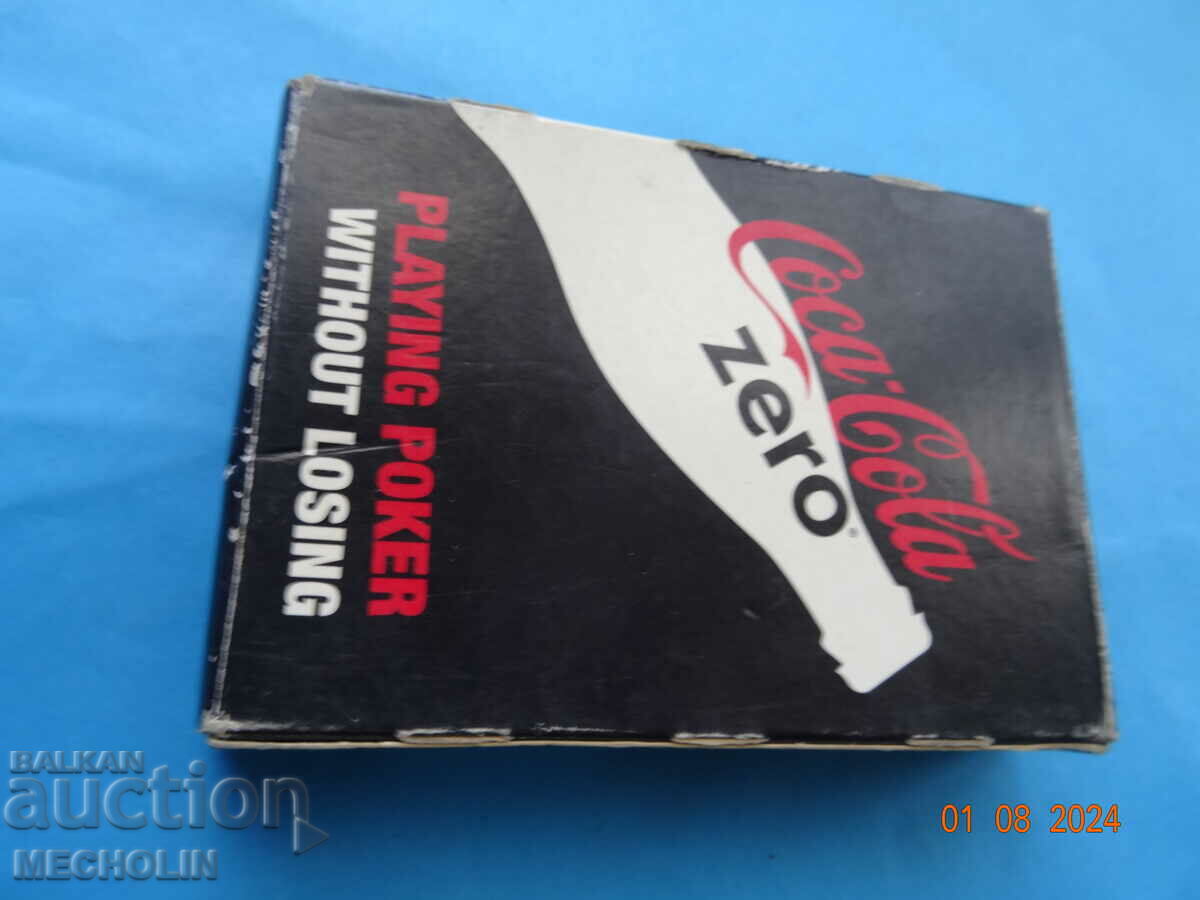 Coca-Cola
zero®
PLAYING POKER
WITHOUT LOSING
BALKAN
auction
MECHOLIN
01 08 2024